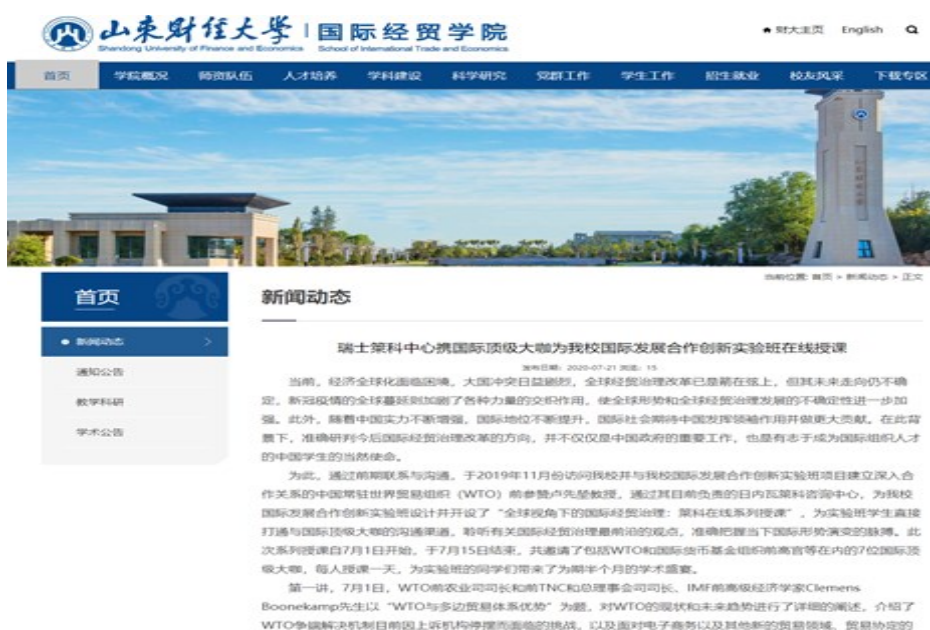 山东财经大学
国际经贸学院
Shandong University of Finance and Economics
School of International Trade and Economics
财大主页
English
首页 学院概况 师资队伍 人才培养 学科建设 科学研究 党群工作 学生工作 招生就业 校友风采 下载专区
当前位置: 首页 > 新闻动态 > 正文
首页
新闻动态
通知公告
教学科研
学术公告
新闻动态
瑞士策科中心携国际顶级大咖为我校国际发展合作创新实验班在线授课
发布日期: 2020-07-21 浏览: 15
当前,经济全球化面临困境,大国冲突日益剧烈,全球经贸治理改革已是箭在弦上,但其未来走向仍不确
定。新冠疫情的全球蔓延则加剧了各种力量的交织作用,使全球形势和全球经贸治理发展的不确定性进一步加
强。此外,随着中国实力不断增强,国际地位不断提升,国际社会期待中国发挥领袖作用并做更大贡献。在此背
景下,准确研判今后国际经贸治理改革的方向,并不仅仅是中国政府的重要工作,也是有志于成为国际组织人才
的中国学生的当然使命。
为此,通过前期联系与沟通,于2019年11月份访问我校并与我校国际发展合作创新实验班项目建立深入合
作关系的中国常驻世界贸易组织(WTO)前参赞卢先堃教授,通过其目前负责的日内瓦策科咨询中心,为我校
国际发展合作创新实验班设计并开设了“全球视角下的国际经贸治理:策科在线系列授课”,为实验班学生直接
打通与国际顶级大咖的沟通渠道,聆听有关国际经贸治理最前沿的观点,准确把握当下国际形势演变的脉搏。此
次系列授课自7月1日开始,于7月15日结束,共邀请了包括WTO和国际货币基金组织前高官等在内的7位国际顶
级大咖,每人授课一天,为实验班的同学们带来了为期半个月的学术盛宴。
第一讲,7月1日,WTO前农业司司长和前TNC和总理事会司司长、IMF前高级经济学家Clemens
Boonekamp先生以“WTO与多边贸易体系优势”为题,对WTO的现状和未来趋势进行了详细的阐述,介绍了
WTO争端解决机制目前因上诉机构停摆而面临的挑战,以及面对电子商务以及其他新的贸易领域、贸易协定的